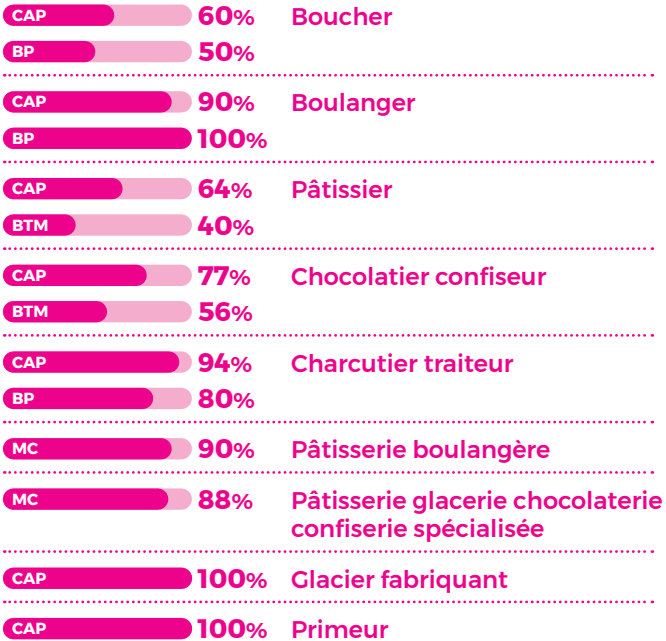 CAP 60% Boucher
BP 50%
CAP 90% Boulanger
BP 100%
CAP 64% Pâtissier
BTM 40%
CAP 77% Chocolatier confiseur
BTM 56%
CAP 94% Charcutier traiteur
BP 80%
MC 90% Pâtisserie boulangère
MC 88% Pâtisserie glacerie chocolaterie
confiserie spécialisée
CAP 100% Glacier fabriquant
CAP 100% Primeur